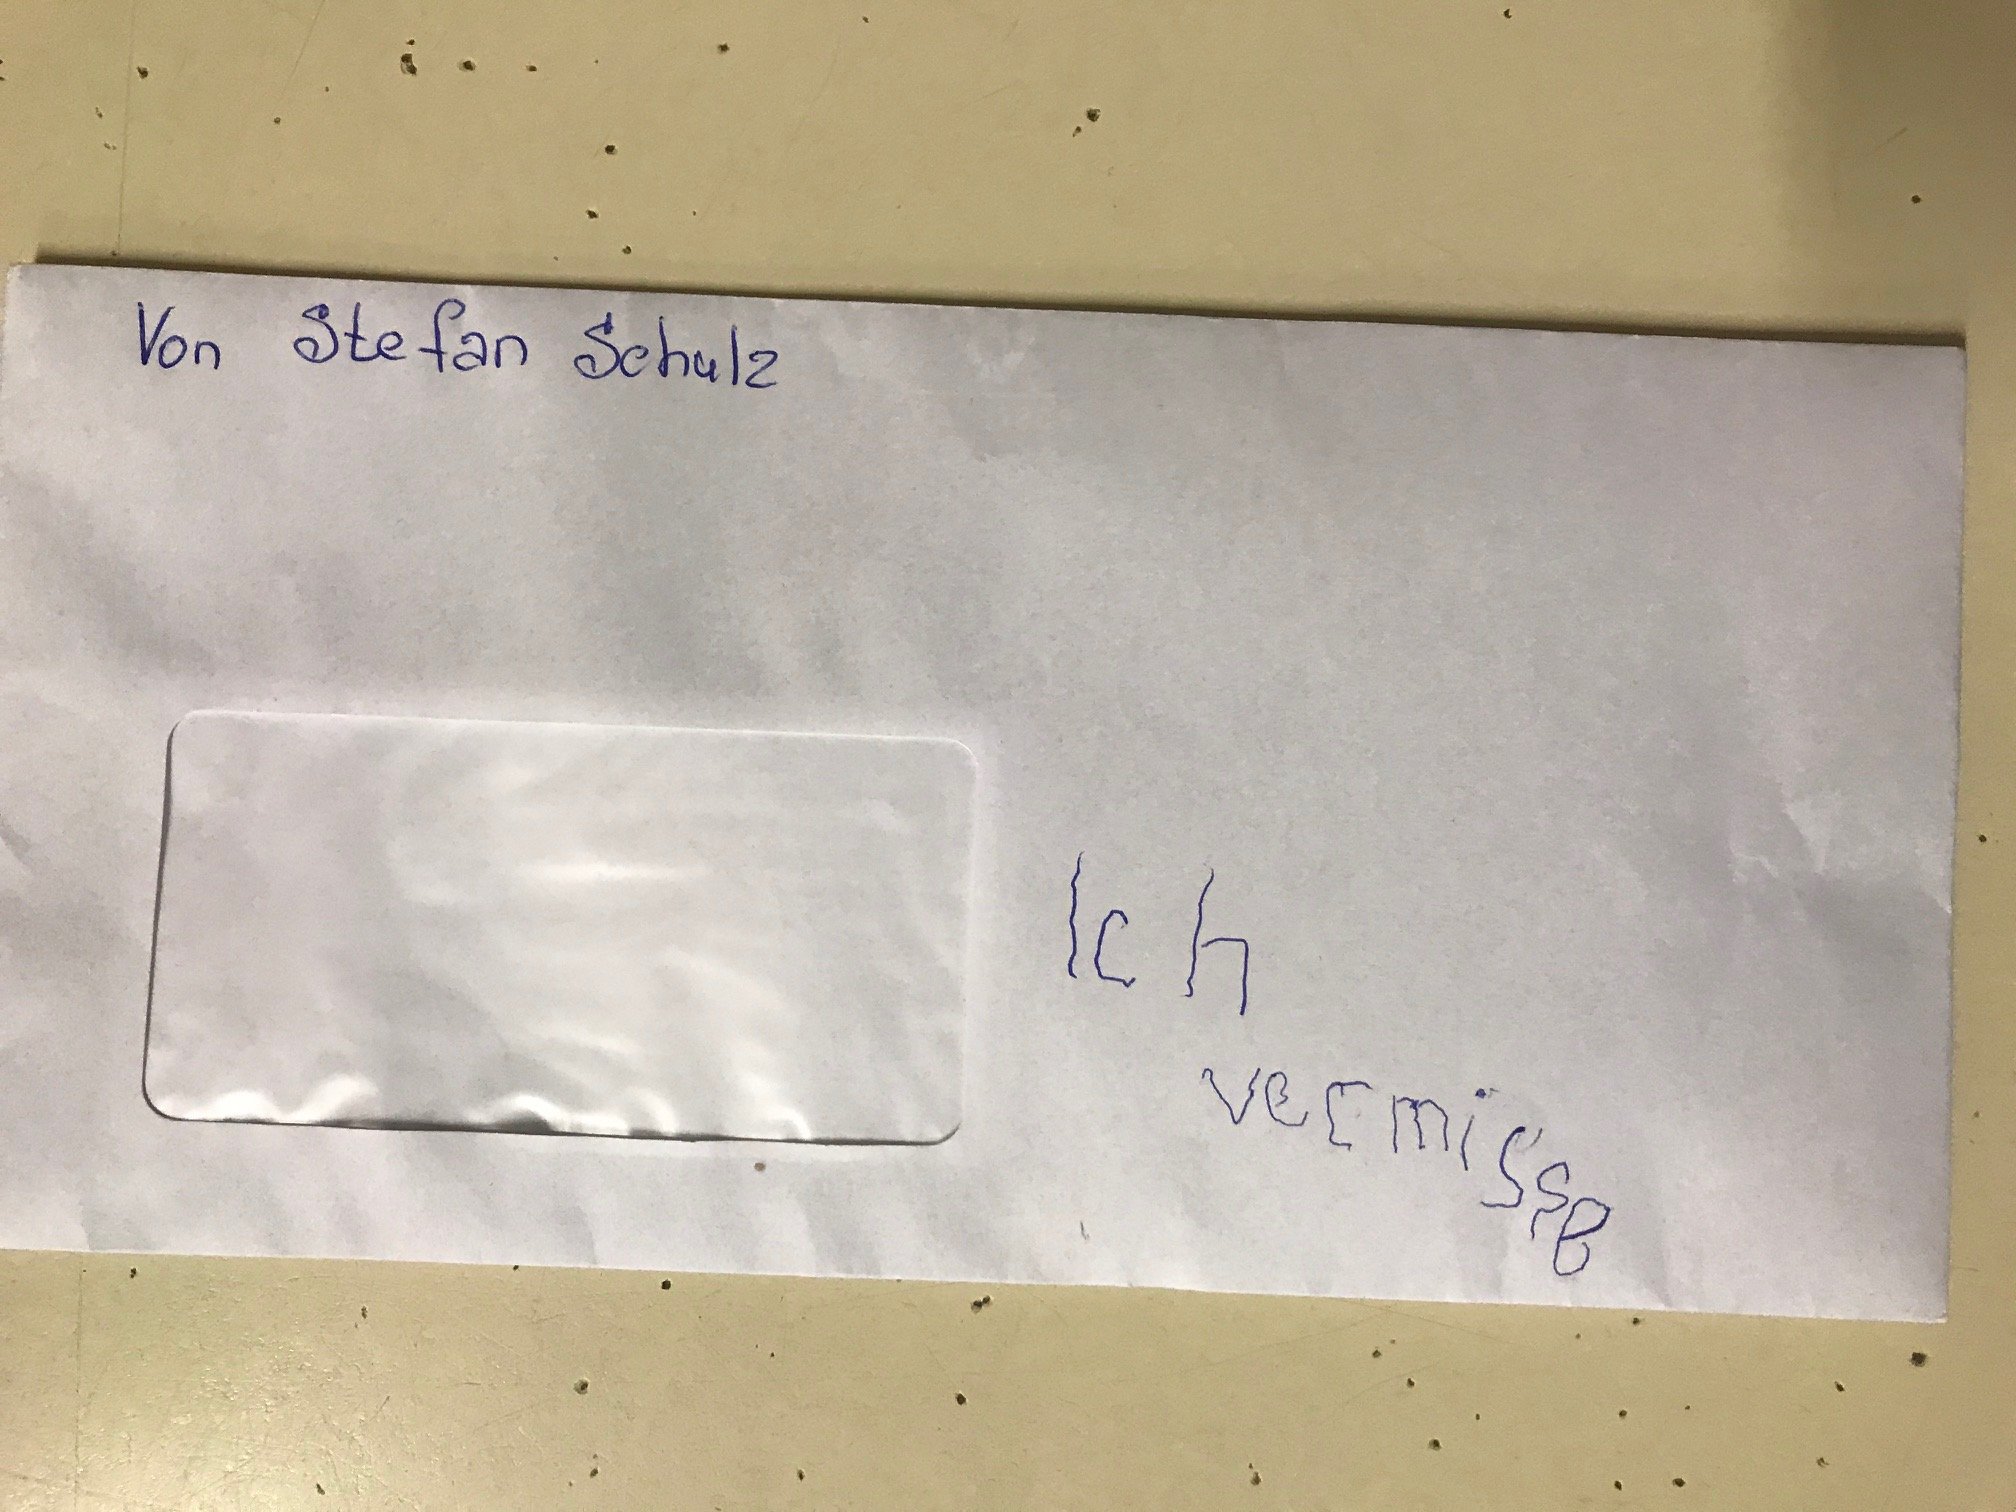 Von Stefan Schulz
Ich
vermisse